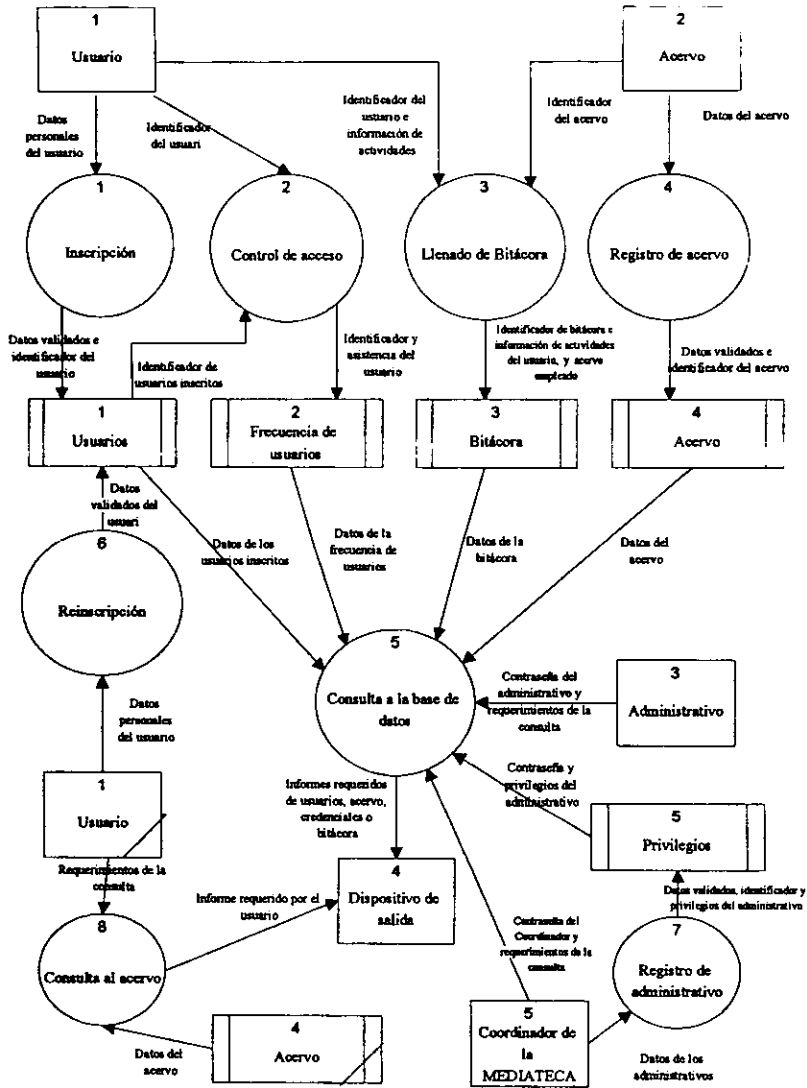 1
Usuario
2
Acervo
Datos
personales
del usuario
Identificador
del usuari
Identificador del
usuario e
información de
actividades
Identificador
del acervo
Datos del acervo
1
Inscripción
2
Control de acceso
3
Llenado de Bitácora
4
Registro de acervo
Datos validados e
identificador del
usuario
Identificador de
usuarios inscritos
Identificador y
asistencia del
usuario
Identificador de bitácora e
información de actividades
del usuario, y acervo
empleado
Datos validados e
identificador del acervo
1
Usuarios
2
Frecuencia de
usuarios
3
Bitácora
4
Acervo
Datos
validados del
usuari
Datos de los
usuarios inscritos
Datos de la
frecuencia de
usuarios
Datos de la
bitácora
Datos del
acervo
6
Reinscripción
5
Consulta a la base de
datos
Contraseña del
administrativo y
requerimientos de la
consulta
3
Administrativo
Datos
personales
del usuario
Contraseña y
privilegios del
administrativo
1
Usuario
Informes requeridos
de usuarios, acervo,
credenciales o
bitácora
5
Privilegios
Requerimientos de la
consulta
4
Dispositivo de
salida
Informe requerido por el
usuario
Datos validados, identificador y
privilegios del administrativo
8
Consulta al acervo
Contraseña del
Coordinador y
requerimientos de la
consulta
7
Registro de
administrativo
Datos del
acervo
4
Acervo
5
Coordinador de
la
MEDIATECA
Datos de los
administrativos